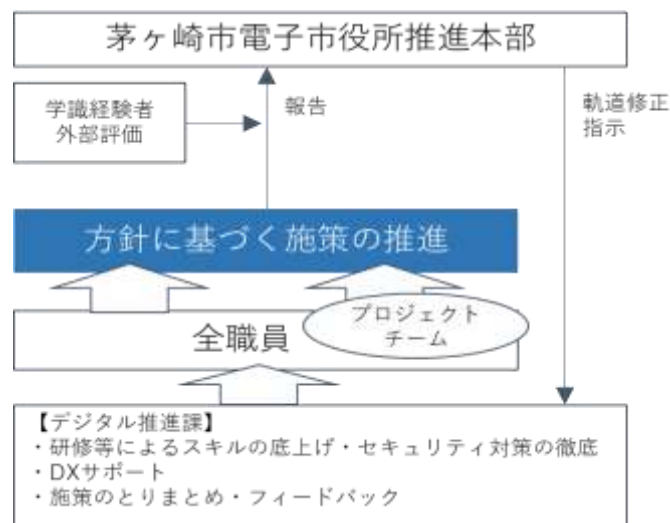 茅ヶ崎市電子市役所推進本部
学識経験者
外部評価
報告
軌道修正
指示
方針に基づく施策の推進
プロジェクト
チーム
全職員
【デジタル推進課】
・研修等によるスキルの底上げ・セキュリティ対策の徹底
・DXサポート
・施策のとりまとめ・フィードバック